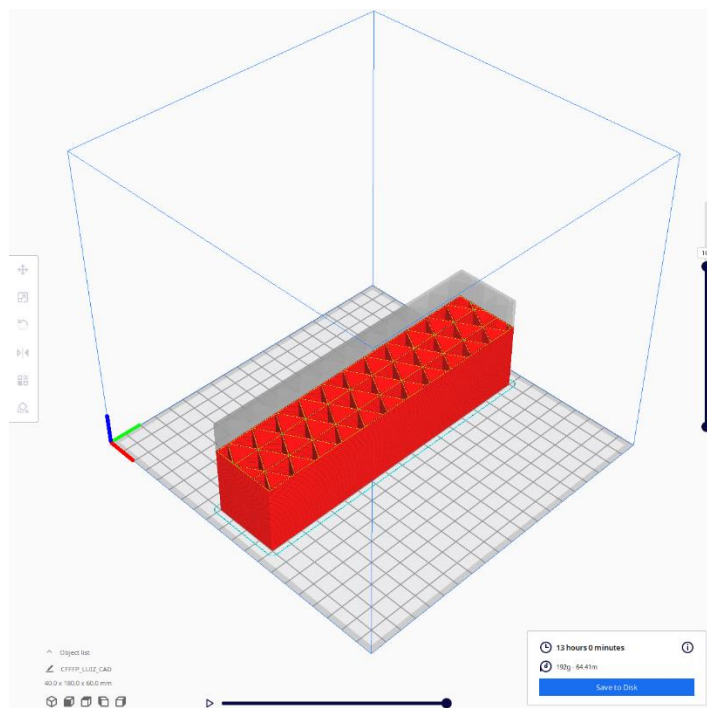 Object list
CFFFP_LUIZ_CAD
40.0 x 180.0 x 60.0 mm
13 hours 0 minutes
192g · 64.41m
Save to Disk